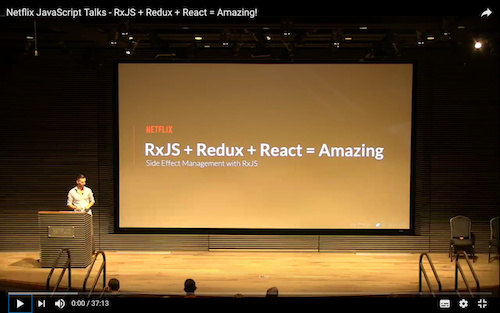 Netflix JavaScript Talks - RxJS + Redux + React = Amazing!
NETFLIX
RxJS + Redux + React = Amazing
Side Effect Management with RxJS
0:00 / 37:13